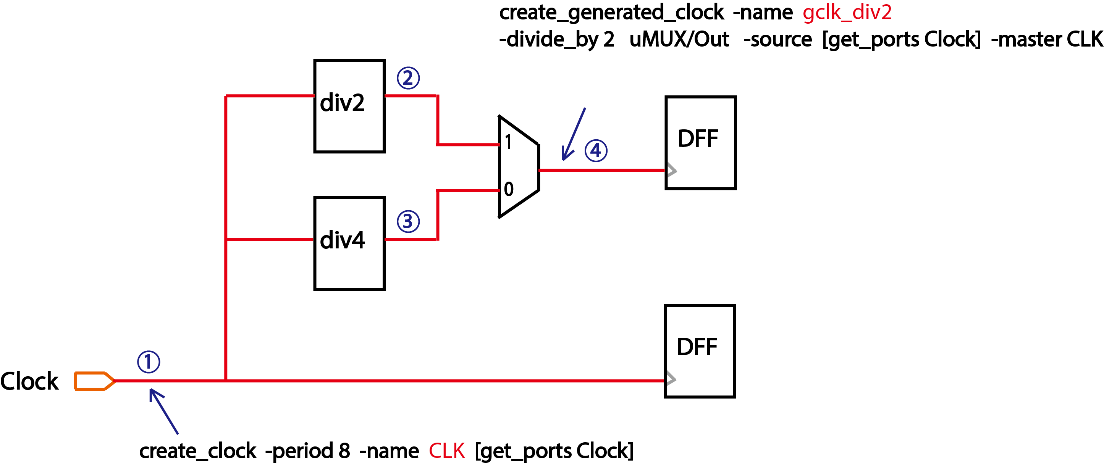 create_generated_clock -name gclk_div2
-divide_by 2 uMUX/Out -source [get_ports Clock] -master CLK
div2
②
1
④
DFF
0
div4
③
①
DFF
Clock
create_clock -period 8 -name CLK [get_ports Clock]